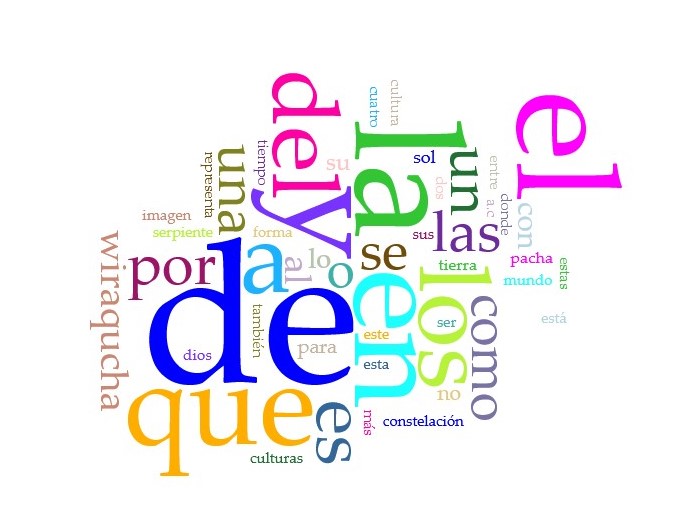 del
cuatro
cultura
la
el
una
representa
tiempo
su
sol
un
entre
dos
a.c
donde
imagen
serpiente
forma
y
sus
las
con
wiraqucha
por
a
al
lo
o
se
tierra
pacha
mundo
estas
de
en
los
como
dios
también
para
este
esta
ser
está
que
es
más
no
constelación
culturas